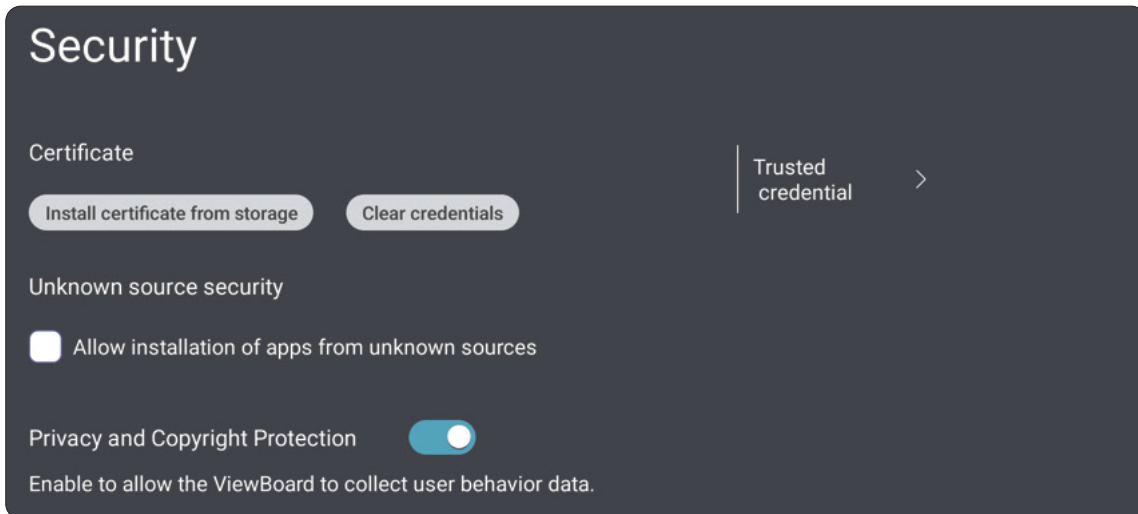 Security
Certificate
Trusted
credential
Install certificate from storage
Clear credentials
Unknown source security
Allow installation of apps from unknown sources
Privacy and Copyright Protection
Enable to allow the ViewBoard to collect user behavior data.